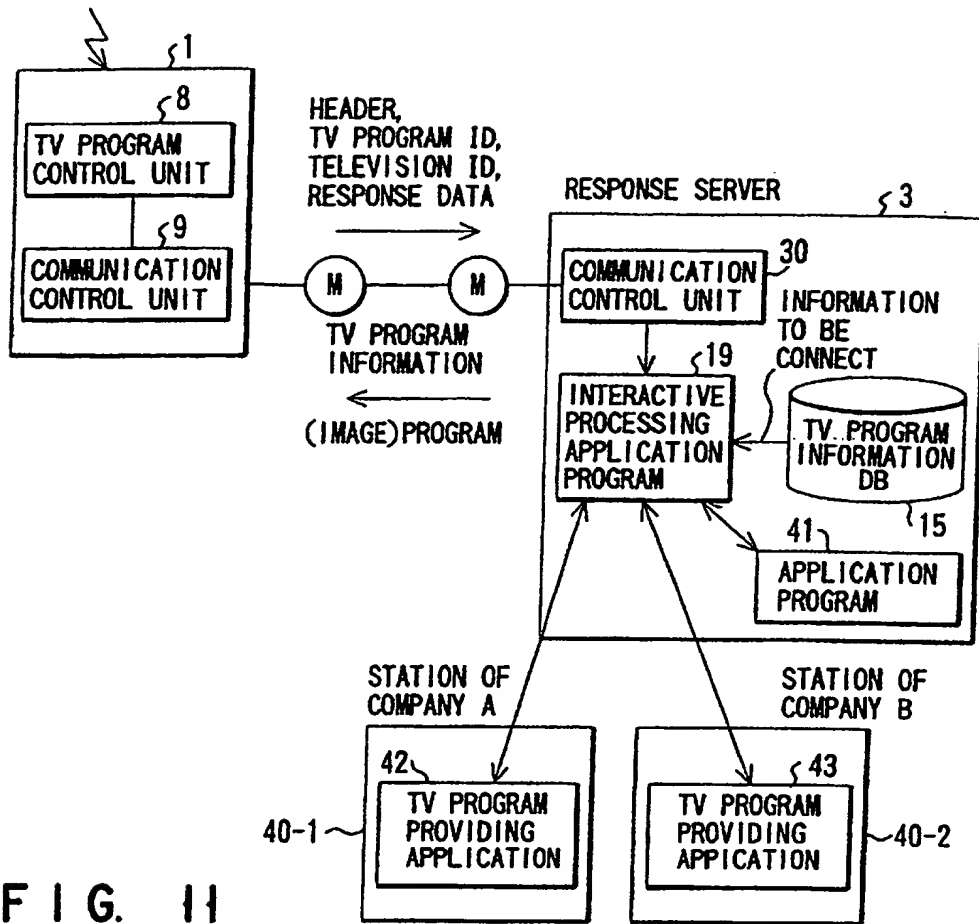 1
8
TV PROGRAM
CONTROL UNIT
9
COMMUNICATION
CONTROL UNIT
HEADER,
TV PROGRAM ID,
TELEVISION ID,
RESPONSE DATA
M
M
TV PROGRAM
INFORMATION
(IMAGE)PROGRAM
RESPONSE SERVER
3
COMMUNICATION
CONTROL UNIT
30
INFORMATION
TO BE
CONNECT
19
INTERACTIVE
PROCESSING
APPLICATION
PROGRAM
TV PROGRAM
INFORMATION
DB
15
41
APPLICATION
PROGRAM
STATION OF
COMPANY A
42
TV PROGRAM
PROVIDING
APPLICATION
40-1
STATION OF
COMPANY B
43
TV PROGRAM
PROVIDING
APPICATION
40-2
FIG. 11